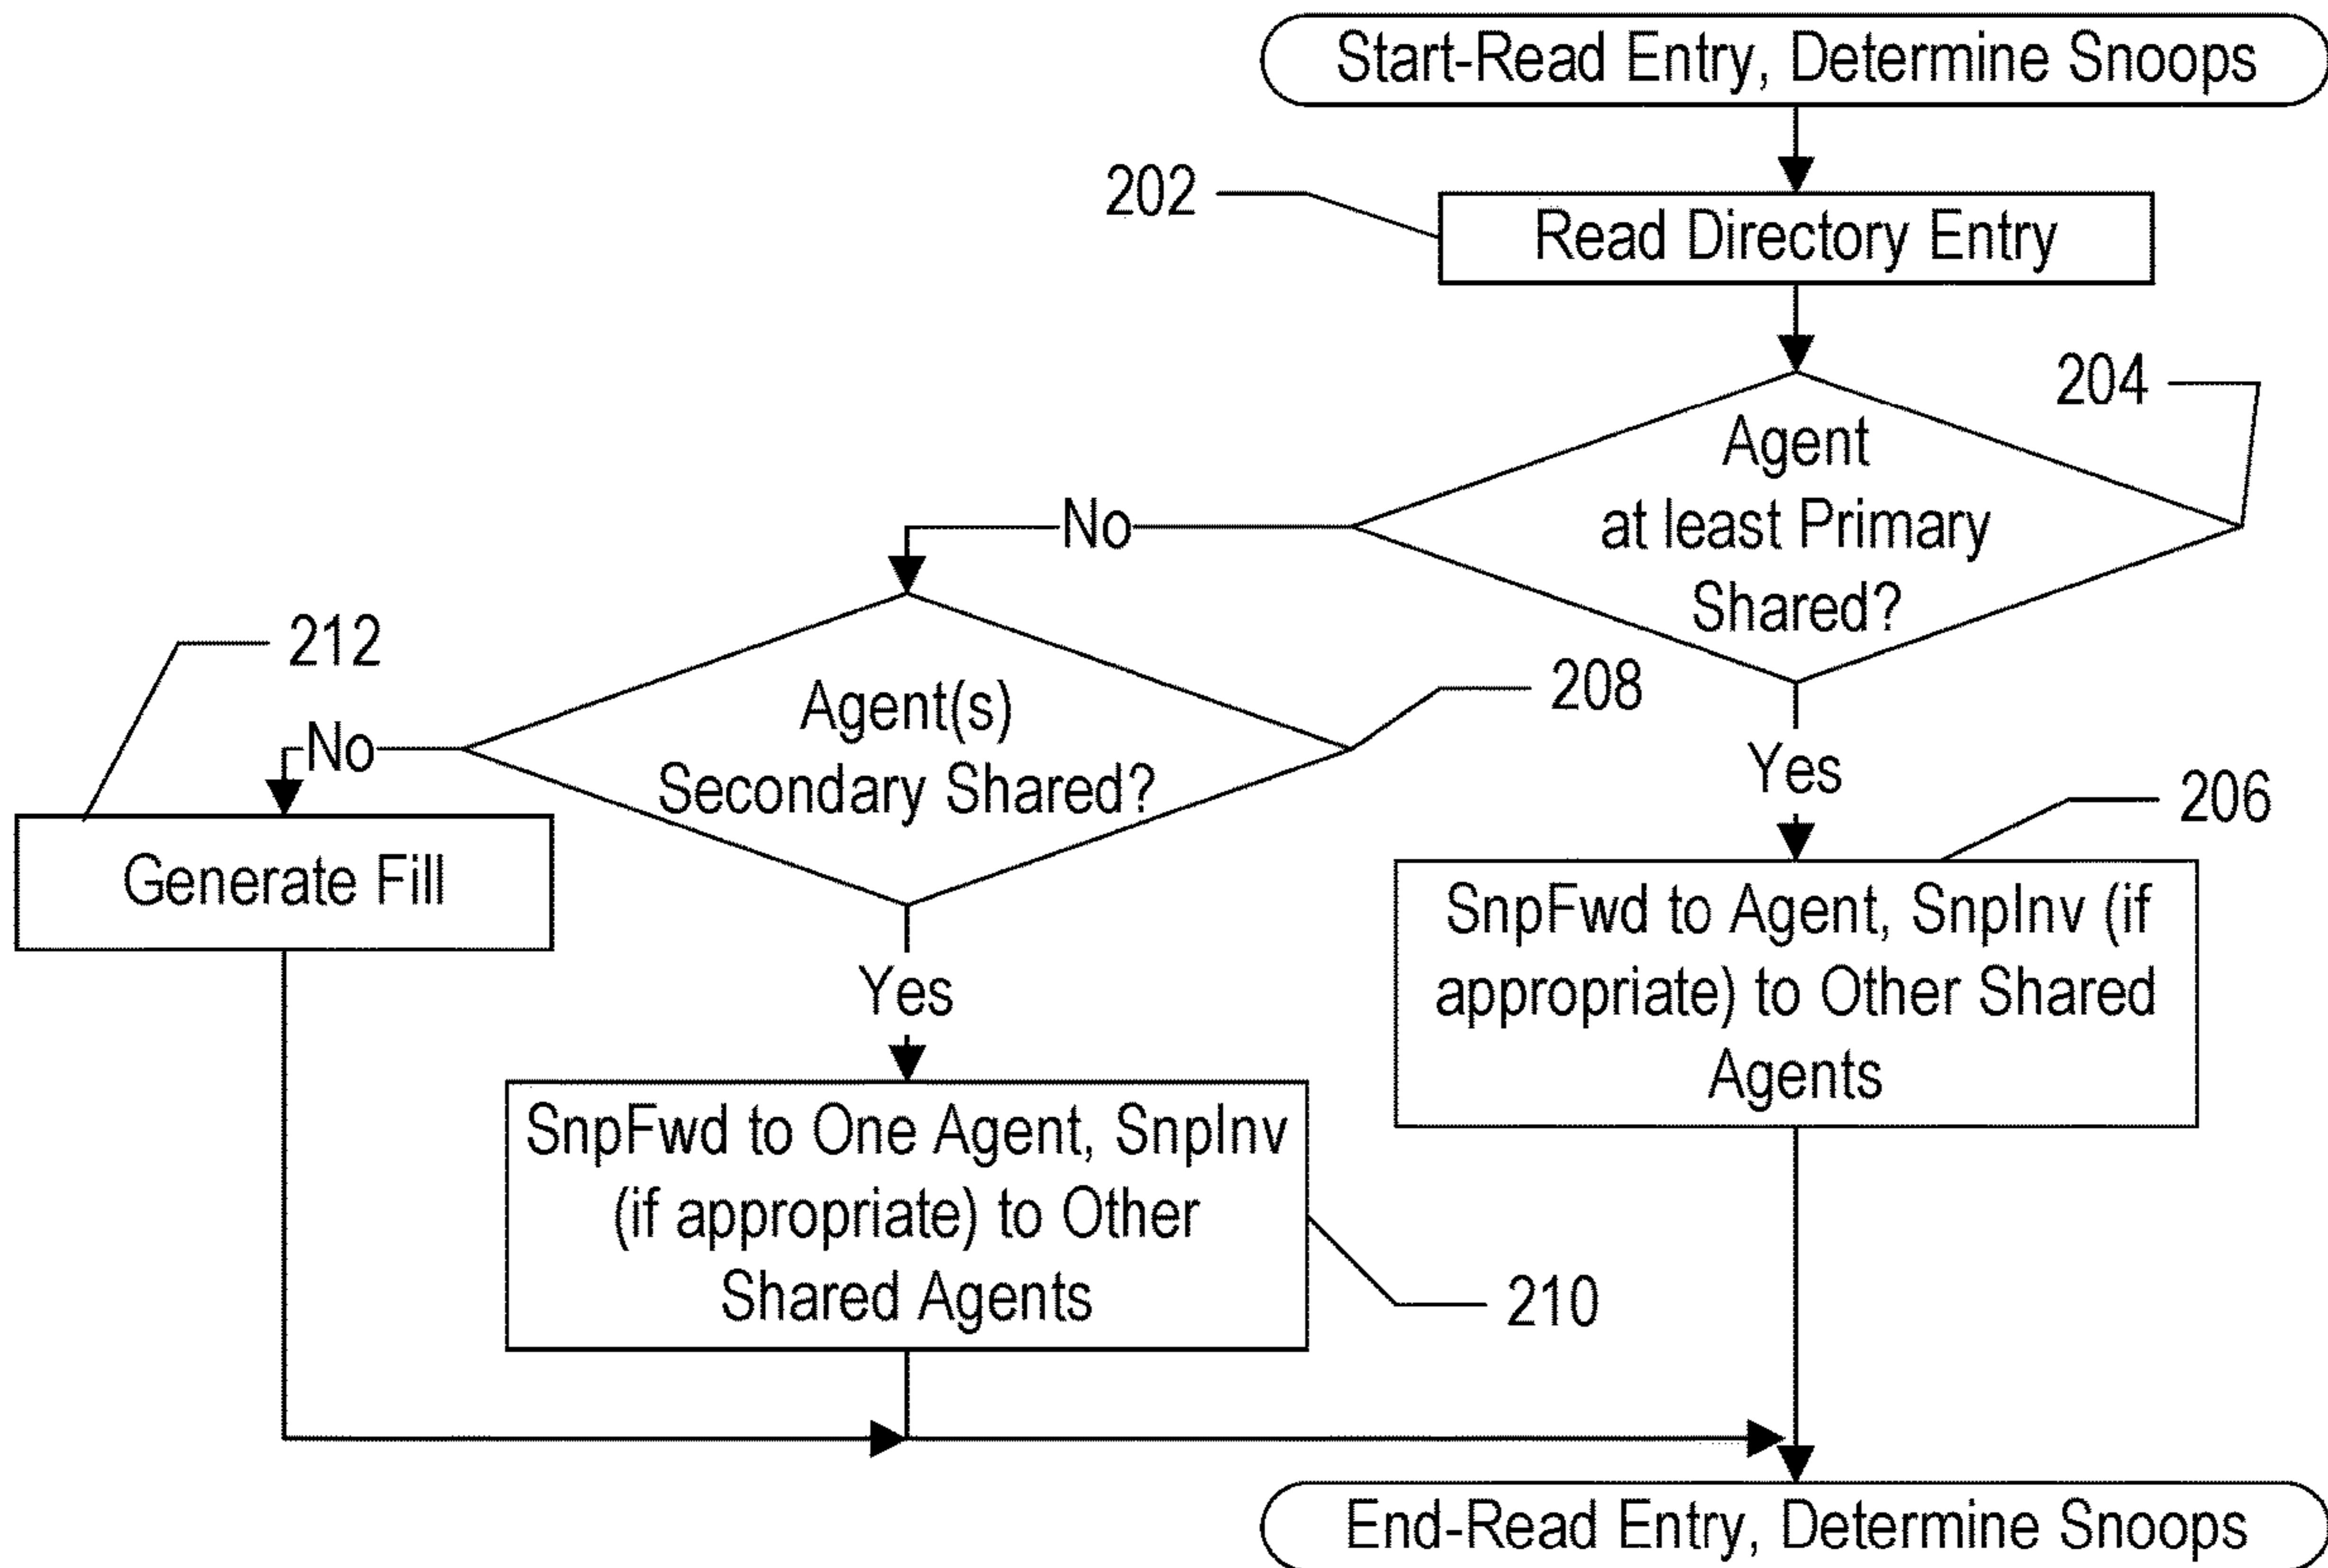 Start-Read Entry, Determine Snoops
202
Read Directory Entry
204
Agent
at least Primary
Shared?
No
Yes
212
208
Agent(s)
Secondary Shared?
No
Yes
206
Generate Fill
SnpFwd to Agent, SnpInv (if
appropriate) to Other Shared
Agents
SnpFwd to One Agent, SnpInv
(if appropriate) to Other
Shared Agents
210
End-Read Entry, Determine Snoops